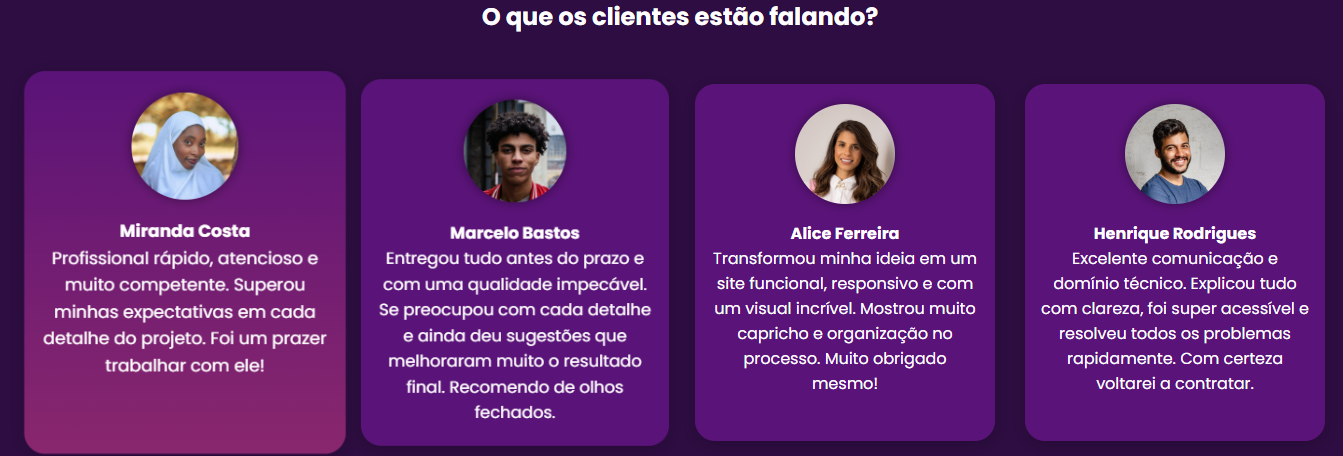 O que os clientes estão falando?
Miranda Costa
Profissional rápido, atencioso e
muito competente. Superou
minhas expectativas em cada
detalhe do projeto. Foi um prazer
trabalhar com ele!
Marcelo Bastos
Entregou tudo antes do prazo e
com uma qualidade impecável.
Se preocupou com cada detalhe
e ainda deu sugestões que
melhoraram muito o resultado
final. Recomendo de olhos
fechados.
Alice Ferreira
Transformou minha ideia em um
site funcional, responsivo e com
um visual incrível. Mostrou muito
capricho e organização no
processo. Muito obrigado
mesmo!
Henrique Rodrigues
Excelente comunicação e
domínio técnico. Explicou tudo
com clareza, foi super acessível e
resolveu todos os problemas
rapidamente. Com certeza
voltarei a contratar.